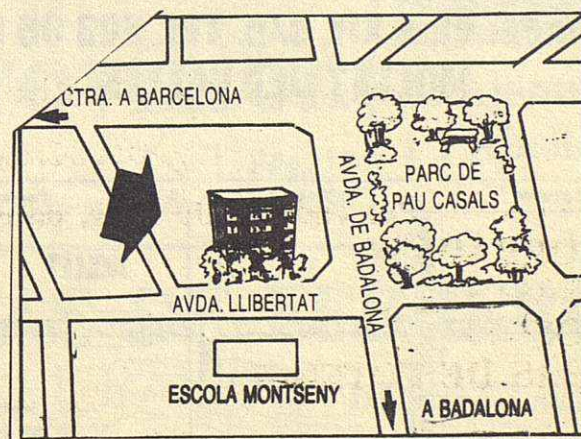 CTRA. A BARCELONA
AVDA. DE BADALONA
PARC DE
PAU CASALS
AVDA. LLIBERTAT
ESCOLA MONTSENY
A BADALONA